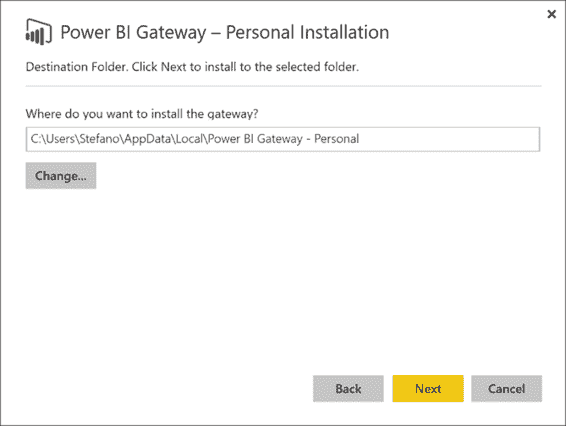 Power BI Gateway – Personal Installation
Destination Folder. Click Next to install to the selected folder.
Where do you want to install the gateway?
C:\Users\Stefano\AppData\Local\Power BI Gateway - Personal
Change...
Back Next Cancel